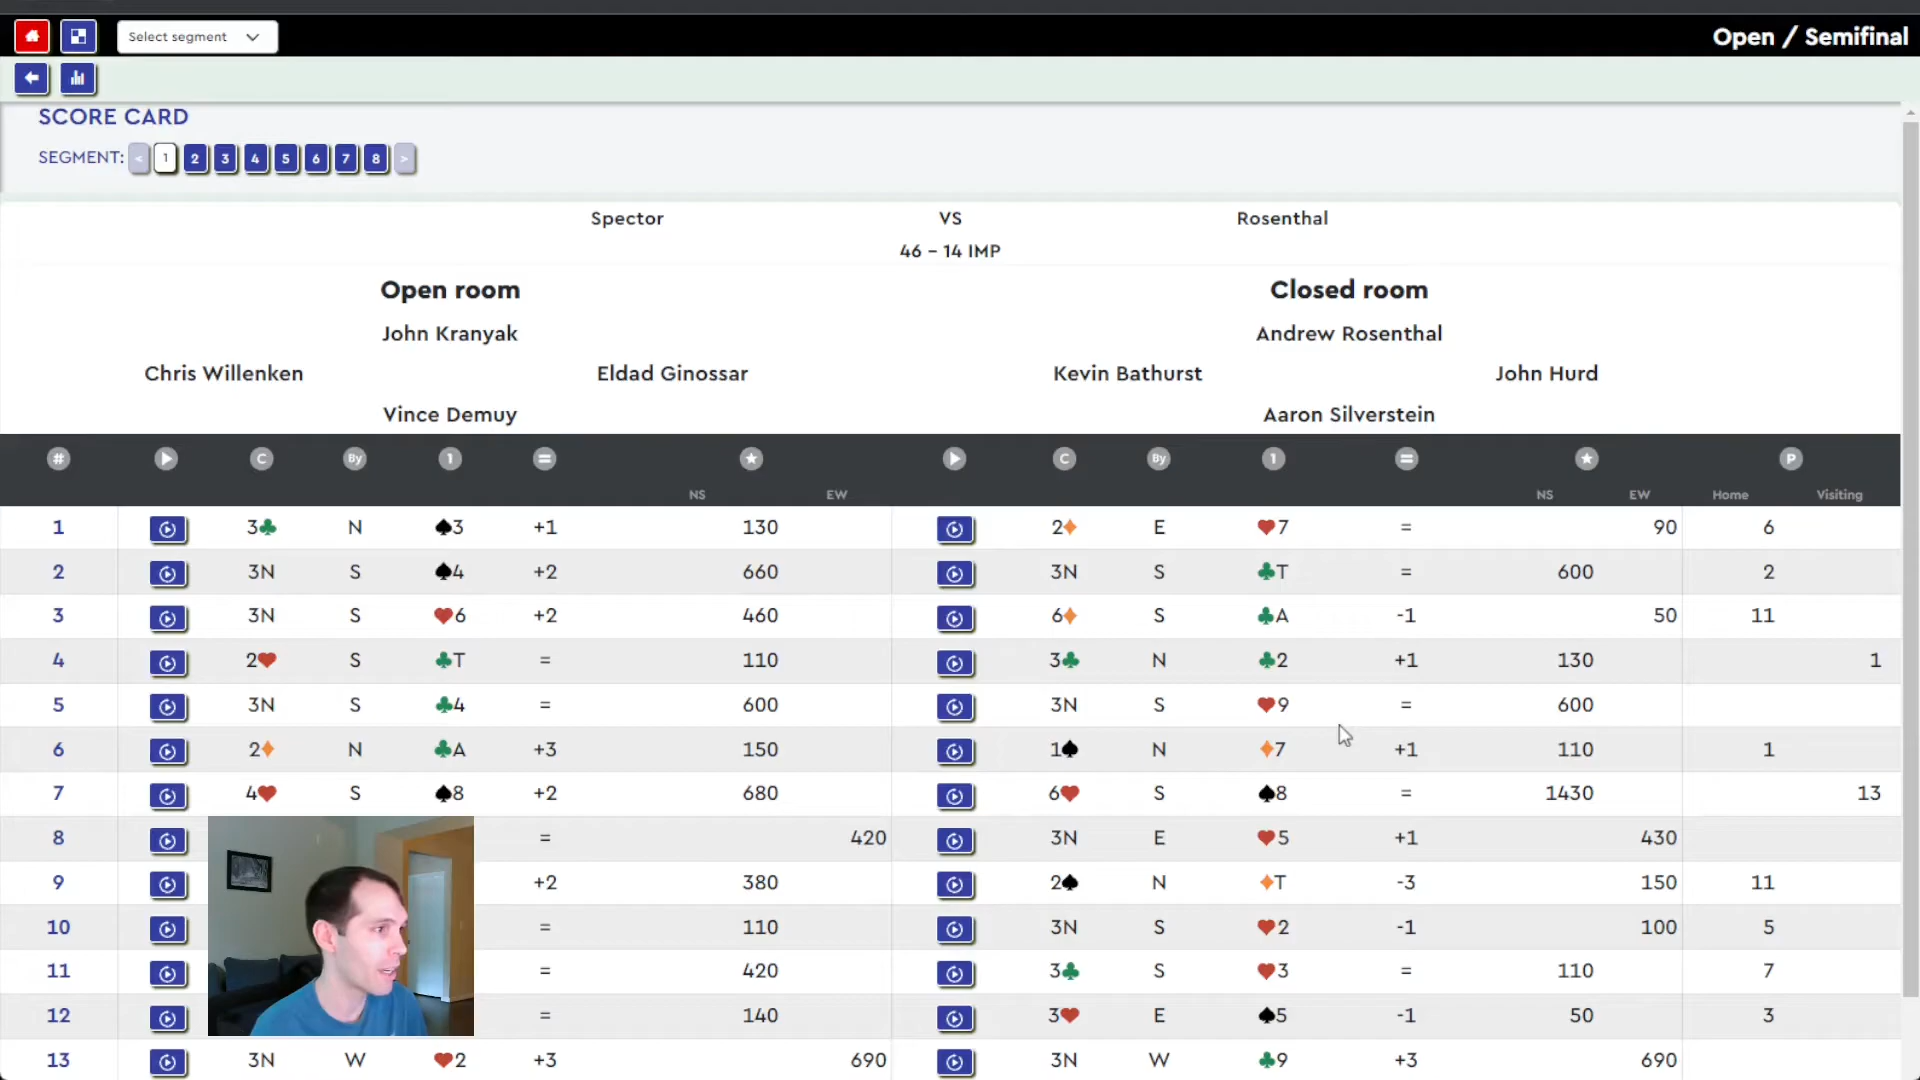 Select segment
Open / Semifinal
SCORE CARD
SEGMENT: < 1 2 3 4 5 6 7 8 >
Spector VS Rosenthal
46 – 14 IMP
Open room Closed room
John Kranyak Andrew Rosenthal
Chris Willenken Eldad Ginossar Kevin Bathurst John Hurd
Vince Demuy Aaron Silverstein
# C By 1 = ★ C By 1 = ★ P
NS EW NS EW Home Visiting
1 3♣ N ♠3 +1 130 2♦ E ♥7 = 90 6
2 3N S ♠4 +2 660 3N S ♣T = 600 2
3 3N S ♥6 +2 460 6♦ S ♣A -1 50 11
4 2♥ S ♣T = 110 3♣ N ♣2 +1 130 1
5 3N S ♣4 = 600 3N S ♥9 = 600
6 2♦ N ♣A +3 150 1♠ N ♦7 +1 110 1
7 4♥ S ♠8 +2 680 6♥ S ♠8 = 1430 13
8 = 420 3N E ♥5 +1 430
9 +2 380 2♠ N ♦T -3 150 11
10 = 110 3N S ♥2 -1 100 5
11 = 420 3♣ S ♥3 = 110 7
12 = 140 3♥ E ♠5 -1 50 3
13 3N W ♥2 +3 690 3N W ♣9 +3 690